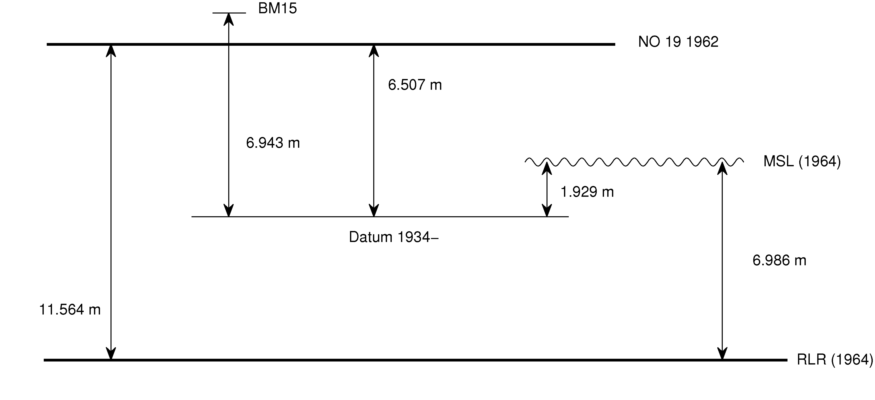 BM15
NO 19 1962
6.507 m
6.943 m
MSL (1964)
1.929 m
Datum 1934–
6.986 m
11.564 m
RLR (1964)